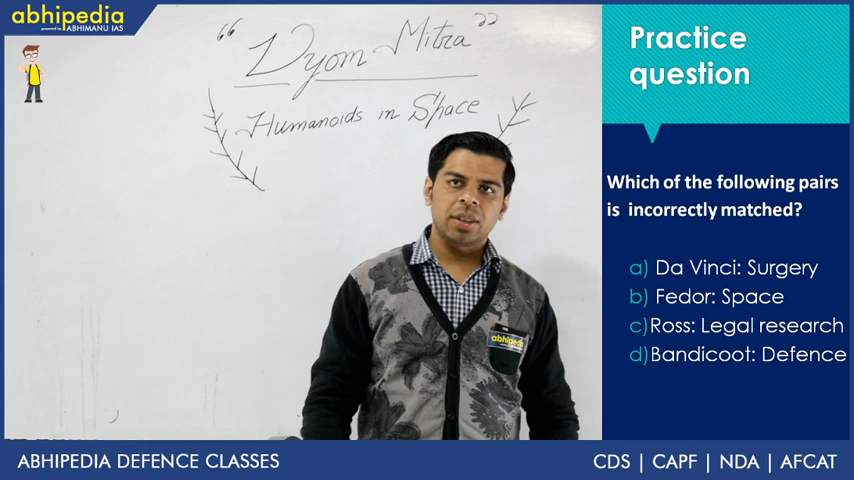 abhipedia
powered by ABHIMANU IAS
" Vyom Mitra "
Humanoids in Space
abhipedia
Practice
question
Which of the following pairs
is incorrectly matched?
a) Da Vinci: Surgery
b) Fedor: Space
c)Ross: Legal research
d)Bandicoot: Defence
ABHIPEDIA DEFENCE CLASSES
CDS | CAPF | NDA | AFCAT